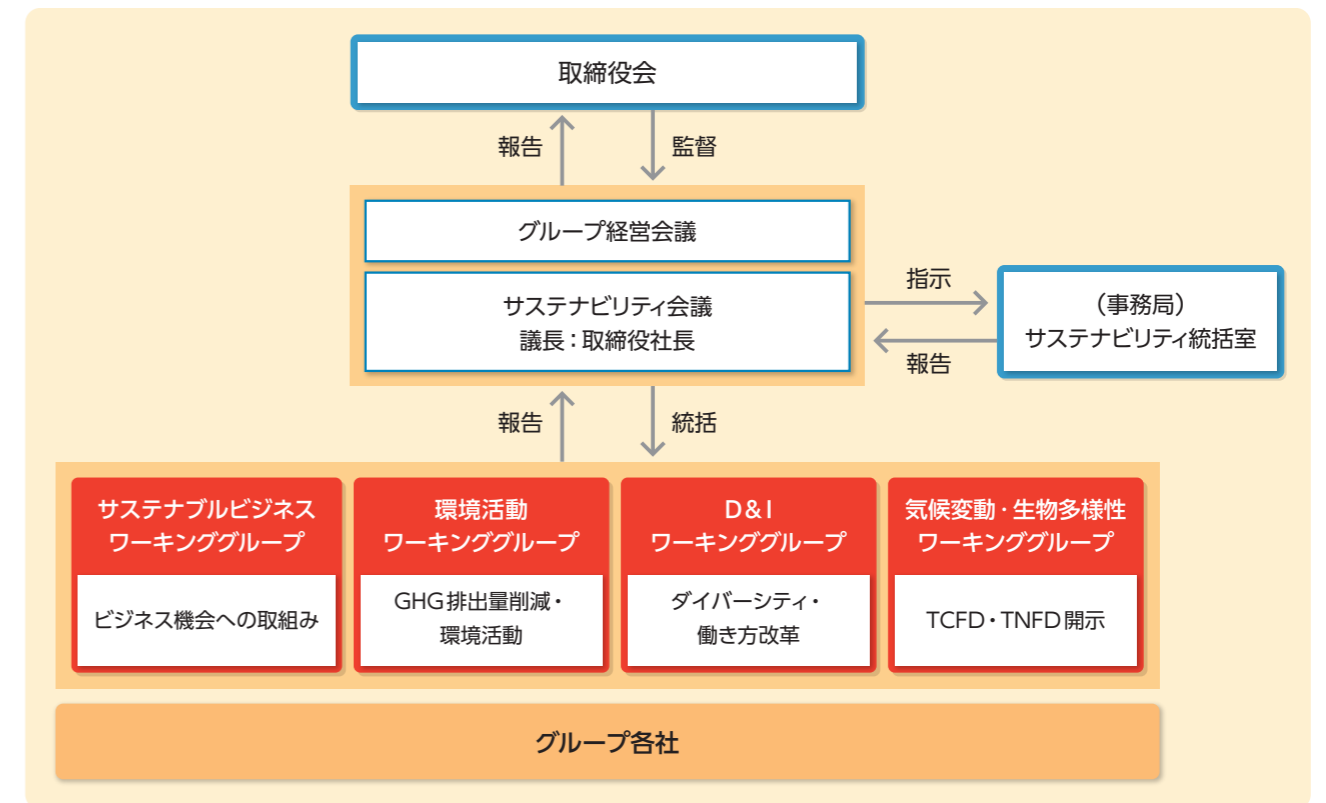 取締役会
報告
監督
グループ経営会議
サステナビリティ会議
議長:取締役社長
指示
報告
(事務局)
サステナビリティ統括室
報告
統括
サステナブルビジネス
ワーキンググループ
ビジネス機会への取組み
環境活動
ワーキンググループ
GHG排出量削減・
環境活動
D&I
ワーキンググループ
ダイバーシティ・
働き方改革
気候変動・生物多様性
ワーキンググループ
TCFD・TNFD開示
グループ各社